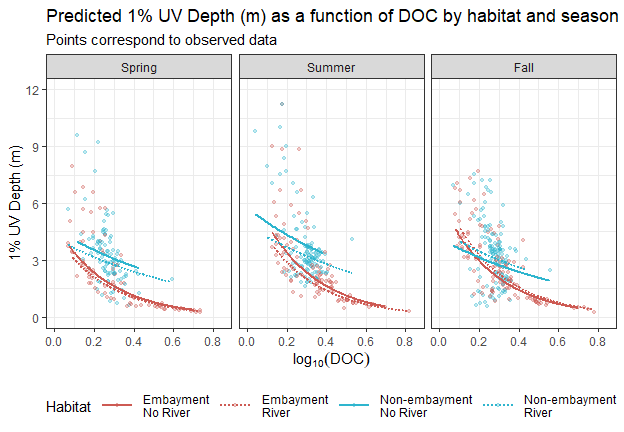 Predicted 1% UV Depth (m) as a function of DOC by habitat and season
Points correspond to observed data
Spring Summer Fall
12
9
6
3
0
1% UV Depth (m)
0.0 0.2 0.4 0.6 0.8 0.0 0.2 0.4 0.6 0.8 0.0 0.2 0.4 0.6 0.8
log₁₀(DOC)
Habitat
Embayment
No River
Embayment
River
Non-embayment
No River
Non-embayment
River